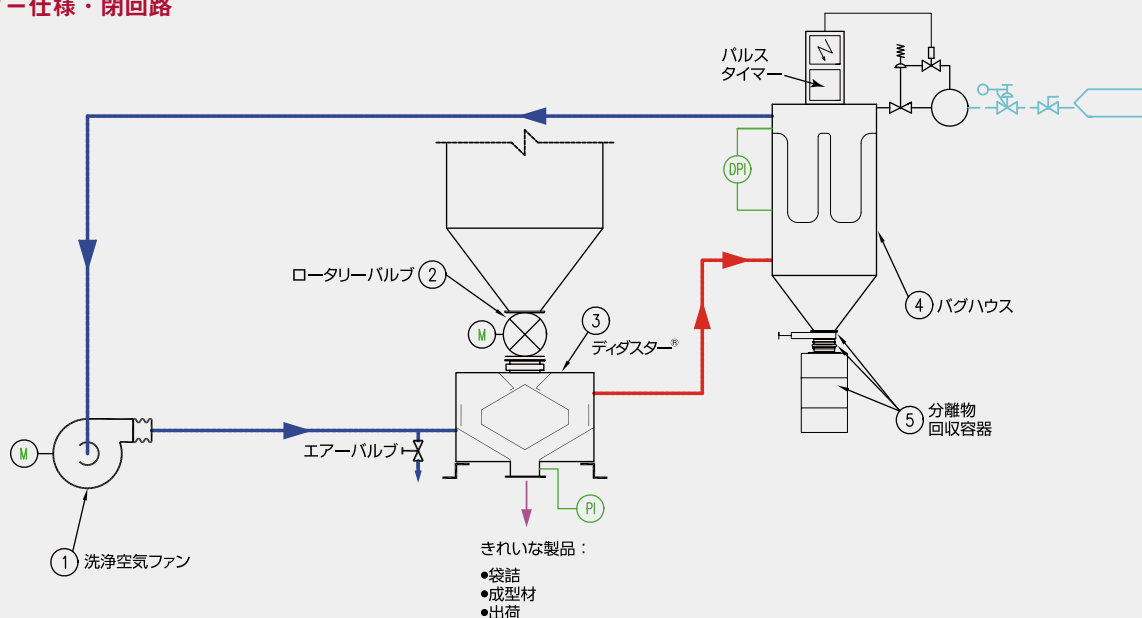 ー仕様・閉回路
パルス
タイマー
DPI
ロータリーバルブ ②
M
③
ディダスター®
④ バグハウス
⑤ 分離物
回収容器
エアーバルブ
M
PI
① 洗浄空気ファン
きれいな製品：
●袋詰
●成型材
●出荷